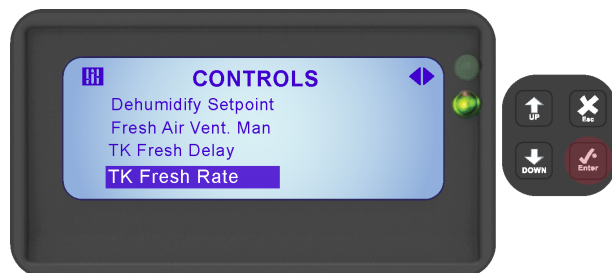 CONTROLS
Dehumidify Setpoint
Fresh Air Vent. Man
TK Fresh Delay
TK Fresh Rate
UP
Esc
DOWN
Enter